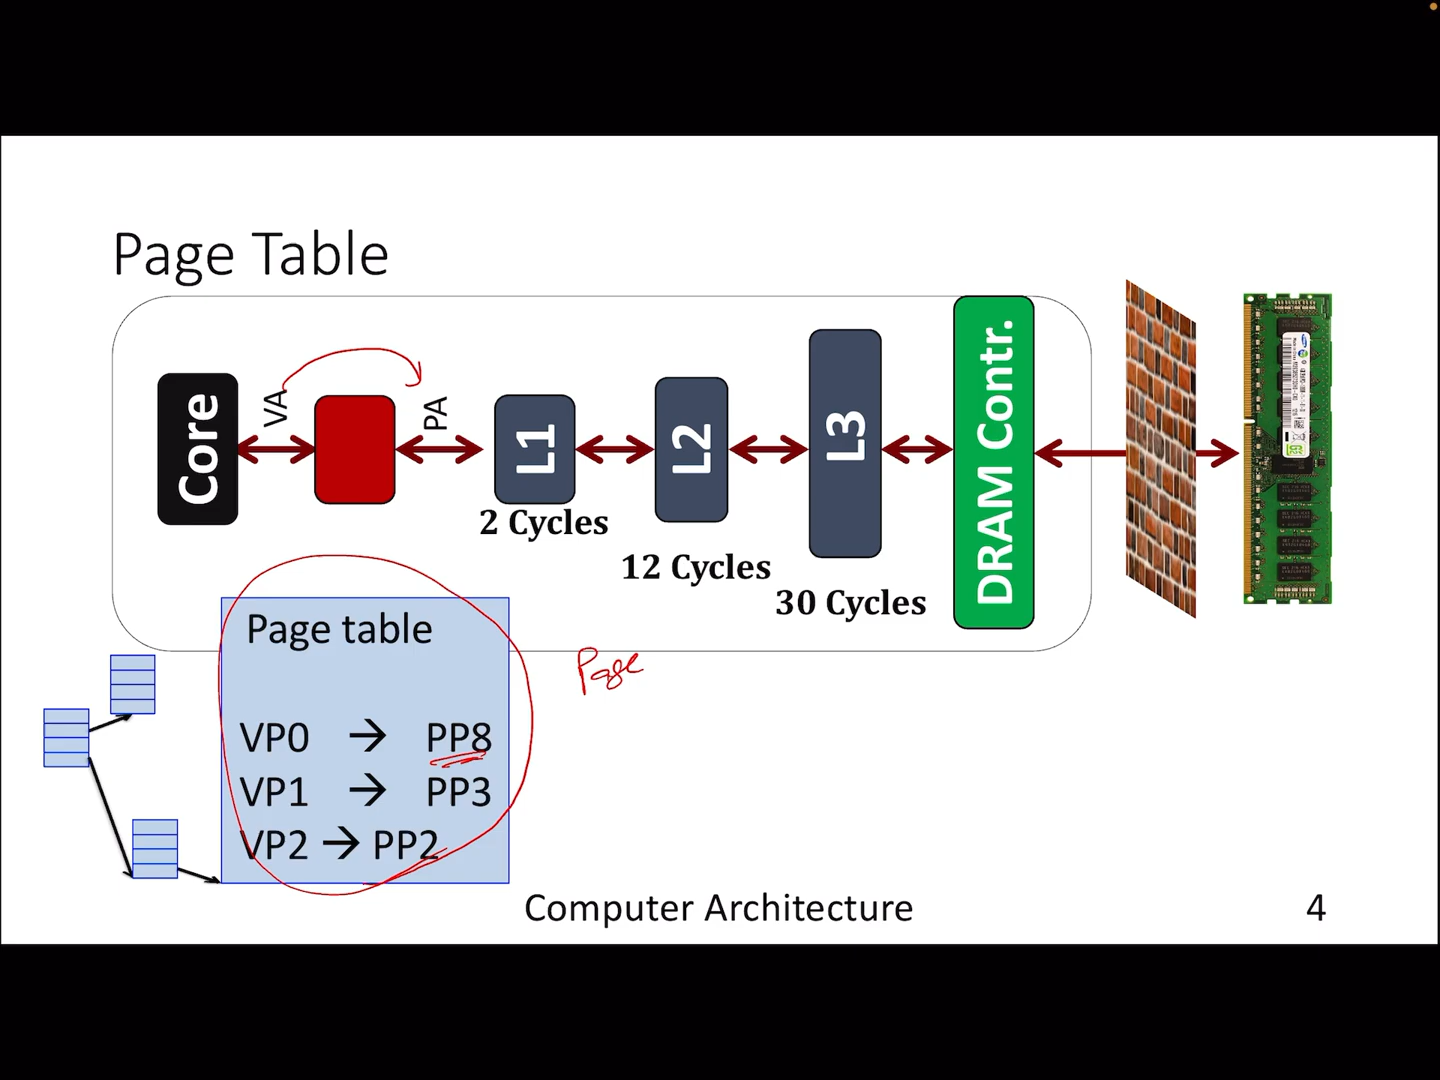 Page Table
Core
VA
PA
L1
L2
L3
DRAM Contr.
2 Cycles
12 Cycles
30 Cycles
Page table
Page
VP0 → PP8
VP1 → PP3
VP2 → PP2
Computer Architecture
4